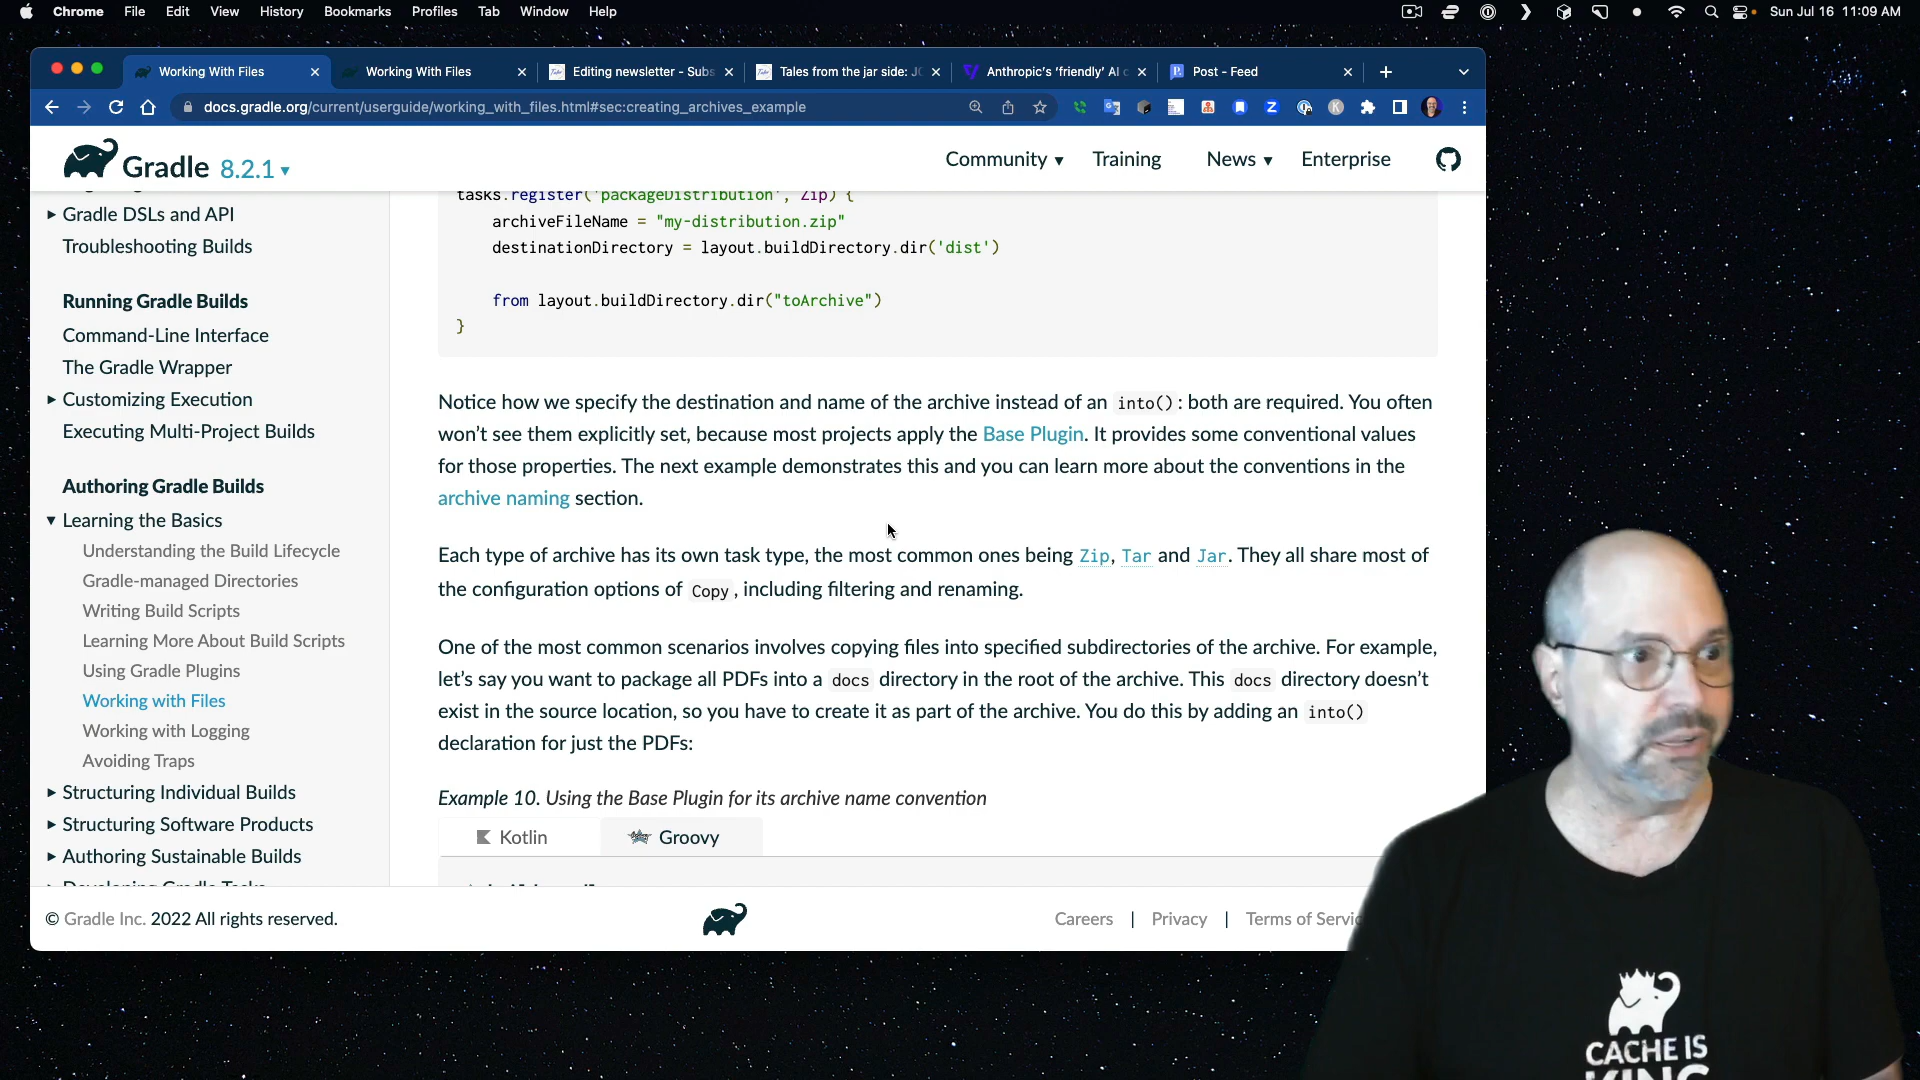 Chrome File Edit View History Bookmarks Profiles Tab Window Help
Sun Jul 16 11:09 AM
Working With Files
Working With Files
Editing newsletter - Subs
Tales from the jar side: JC
Anthropic's 'friendly' AI c
Post - Feed
docs.gradle.org/current/userguide/working_with_files.html#sec:creating_archives_example
Gradle 8.2.1
Community Training News Enterprise
Gradle DSLs and API
Troubleshooting Builds
Running Gradle Builds
Command-Line Interface
The Gradle Wrapper
Customizing Execution
Executing Multi-Project Builds
Authoring Gradle Builds
Learning the Basics
Understanding the Build Lifecycle
Gradle-managed Directories
Writing Build Scripts
Learning More About Build Scripts
Using Gradle Plugins
Working with Files
Working with Logging
Avoiding Traps
Structuring Individual Builds
Structuring Software Products
Authoring Sustainable Builds
Developing Gradle Tasks
tasks.register('packageDistribution', Zip) {
archiveFileName = "my-distribution.zip"
destinationDirectory = layout.buildDirectory.dir('dist')
from layout.buildDirectory.dir("toArchive")
}
Notice how we specify the destination and name of the archive instead of an into(): both are required. You often
won't see them explicitly set, because most projects apply the Base Plugin. It provides some conventional values
for those properties. The next example demonstrates this and you can learn more about the conventions in the
archive naming section.
Each type of archive has its own task type, the most common ones being Zip, Tar and Jar. They all share most of
the configuration options of Copy, including filtering and renaming.
One of the most common scenarios involves copying files into specified subdirectories of the archive. For example,
let's say you want to package all PDFs into a docs directory in the root of the archive. This docs directory doesn't
exist in the source location, so you have to create it as part of the archive. You do this by adding an into()
declaration for just the PDFs:
Example 10. Using the Base Plugin for its archive name convention
Kotlin Groovy
© Gradle Inc. 2022 All rights reserved.
Careers | Privacy | Terms of Servic
CACHE IS
KING